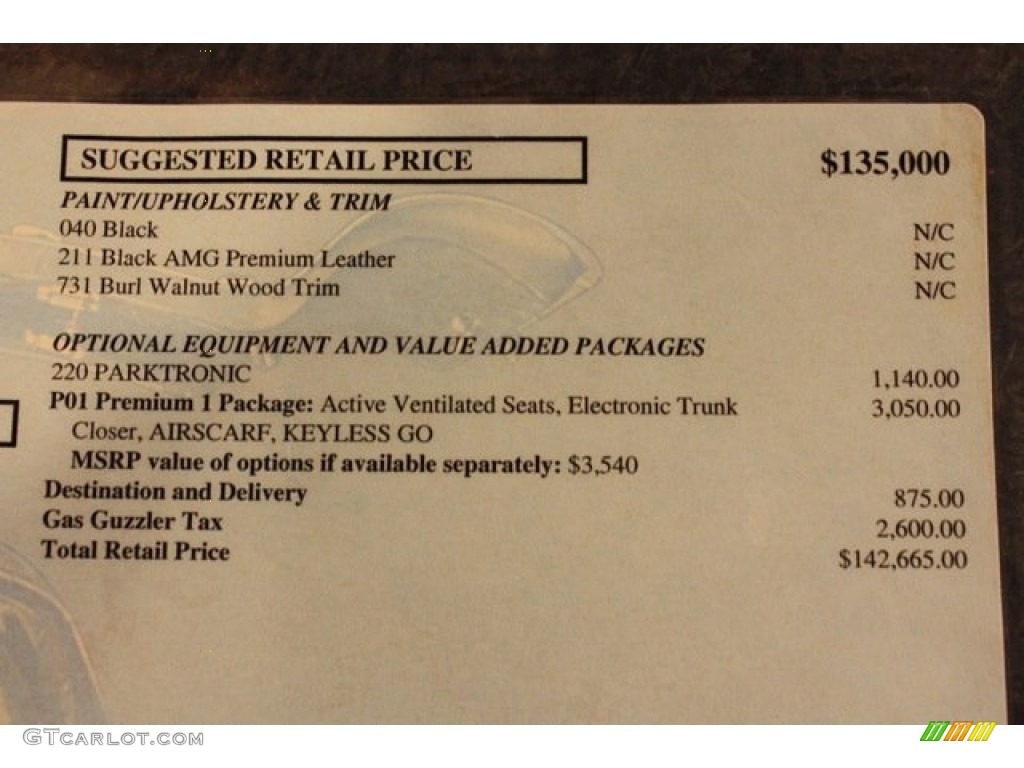 SUGGESTED RETAIL PRICE $135,000
PAINT/UPHOLSTERY & TRIM
040 Black N/C
211 Black AMG Premium Leather N/C
731 Burl Walnut Wood Trim N/C
OPTIONAL EQUIPMENT AND VALUE ADDED PACKAGES
220 PARKTRONIC 1,140.00
P01 Premium 1 Package: Active Ventilated Seats, Electronic Trunk 3,050.00
Closer, AIRSCARF, KEYLESS GO
MSRP value of options if available separately: $3,540
Destination and Delivery 875.00
Gas Guzzler Tax 2,600.00
Total Retail Price $142,665.00
GTCARLOT.COM